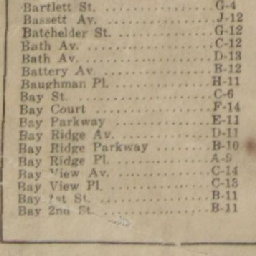 Bartlett St. .................. G-4
Bassett Av. .................. J-12
Batchelder St. .............. G-12
Bath Av. .................... C-12
Bath Av. .................... D-13
Battery Av .................. B-12
Baughman Pl. ............... H-11
Bay St. ..................... C-6
Bay Court .................. F-14
Bay Parkway ................ E-11
Bay Ridge Av. .............. D-11
Bay Ridge Parkway ......... B-10
Bay Ridge Pl. .............. A-9
Bay View Av. ............... C-14
Bay View Pl. ............... C-13
Bay 1st St. ................ B-11
Bay 2nd St. ................ B-11